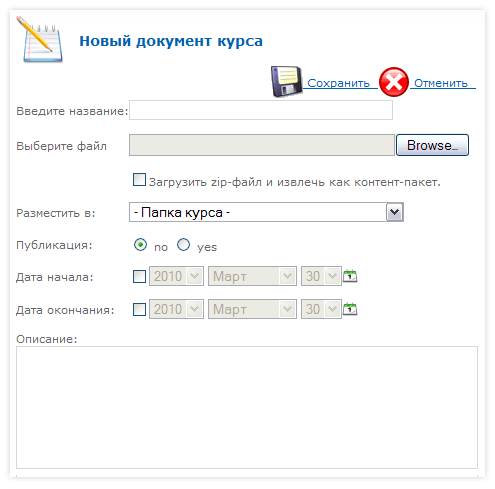 Новый документ курса
Сохранить Отменить
Введите название:
Выберите файл Browse...
Загрузить zip-файл и извлечь как контент-пакет.
Разместить в: - Папка курса -
Публикация: no yes
Дата начала: 2010 Март 30
Дата окончания: 2010 Март 30
Описание: